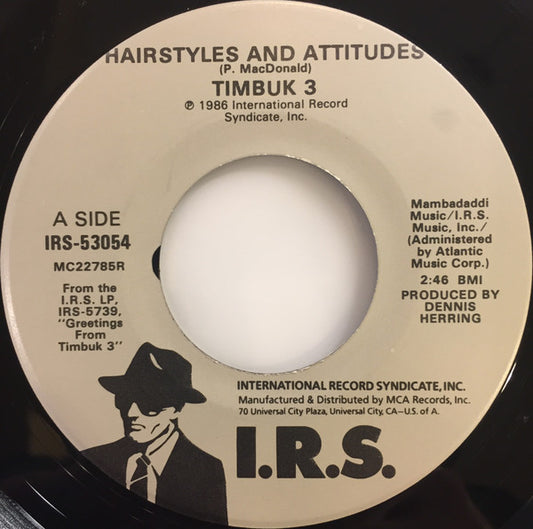 HAIRSTYLES AND ATTITUDES
(P. MacDonald)
TIMBUK 3
℗ 1986 International Record
Syndicate, Inc.
A SIDE
IRS-53054
MC22785R
From the
I.R.S. LP,
IRS-5739,
"Greetings
From
Timbuk 3"
Mambadaddi
Music/I.R.S.
Music, Inc./
(Administered
by Atlantic
Music Corp.)
2:46 BMI
PRODUCED BY
DENNIS
HERRING
INTERNATIONAL RECORD SYNDICATE, INC.
Manufactured & Distributed by MCA Records, Inc.
70 Universal City Plaza, Universal City, CA–U.S. of A.
I.R.S.